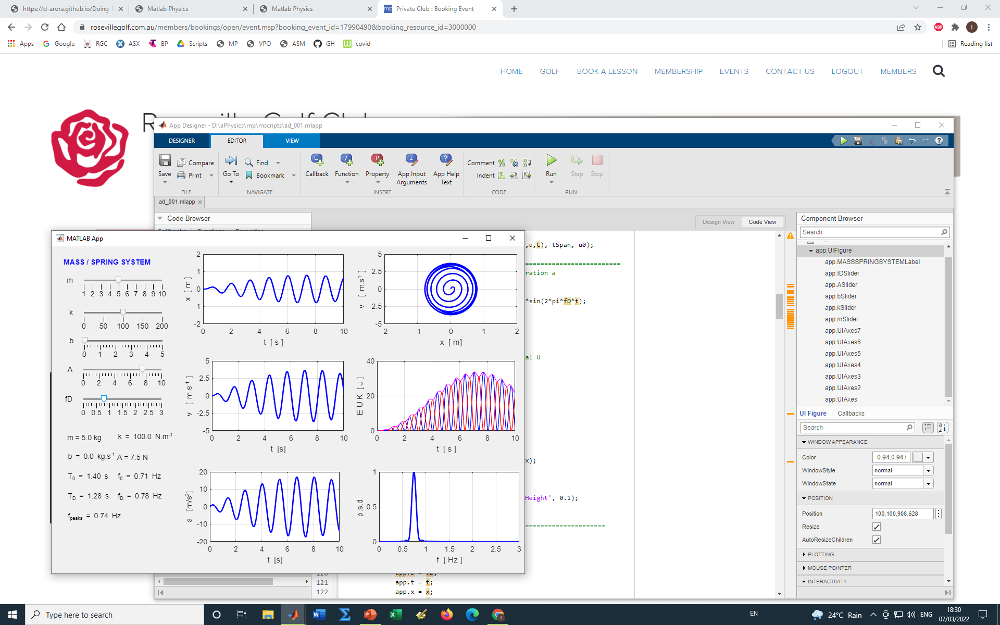 https://d-arora.github.io/Doing-
Matlab Physics
Matlab Physics
Private Club : Booking Event
rosevillegolf.com.au/members/bookings/open/event.msp?booking_event_id=17990490&booking_resource_id=3000000
ABP
I
Apps Google RGC ASX BP Scripts MP VPO ASM GH covid Reading list
HOME GOLF BOOK A LESSON MEMBERSHIP EVENTS CONTACT US LOGOUT MEMBERS
App Designer - D:\aPhysics\mp\mscripts\ad_001.mlapp
DESIGNER EDITOR VIEW
Save Compare Print
FILE
Go To Find Bookmark
NAVIGATE
Callback Function Property App Input Arguments App Help Text
INSERT
Comment
Indent
CODE
Run Step Stop
RUN
ad_001.mlapp
Code Browser
Design View Code View
Component Browser
Search
app.UIFigure
app.MASSSPRINGSYSTEMLabel
app.fDSlider
app.ASlider
app.bSlider
app.kSlider
app.mSlider
app.UIAxes7
app.UIAxes6
app.UIAxes5
app.UIAxes4
app.UIAxes3
app.UIAxes2
app.UIAxes
UI Figure Callbacks
Search
WINDOW APPEARANCE
Color 0.94,0.94,
WindowStyle normal
WindowState normal
POSITION
Position 100,100,908,628
Resize
AutoResizeChildren
PLOTTING
MOUSE POINTER
INTERACTIVITY
,u,C), tSpan, u0);
ration a
*sin(2*pi*fD*t);
al U
x);
Height', 0.1);
121 app.t = t;
122 app.x = x;
MATLAB App
MASS / SPRING SYSTEM
m
1 2 3 4 5 6 7 8 9 10
k
0 50 100 150 200
b
0 1 2 3 4 5
A
0 2 4 6 8 10
fD
0 0.5 1 1.5 2 2.5 3
m = 5.0 kg k = 100.0 N.m⁻¹
b = 0.0 kg.s⁻¹ A = 7.5 N
T₀ = 1.40 s f₀ = 0.71 Hz
T_D = 1.28 s f_D = 0.78 Hz
f_peaks = 0.74 Hz
x [ m ]
2 1 0 -1 -2
0 2 4 6 8 10
t [ s ]
v [ m.s⁻¹ ]
5 2.5 0 -2.5 -5
-2 -1 0 1 2
x [ m]
v [ m.s⁻¹ ]
5 2.5 0 -2.5 -5
0 2 4 6 8 10
t [s]
E U K [ J ]
40 20 0
0 2 4 6 8 10
t [ s ]
a [m/s²]
20 10 0 -10 -20
0 2 4 6 8 10
t [s]
p.s.d.
1 0.5 0
0 0.5 1 1.5 2 2.5 3
f [ Hz ]
Type here to search
EN
24°C Rain
ENG
18:30
07/03/2022